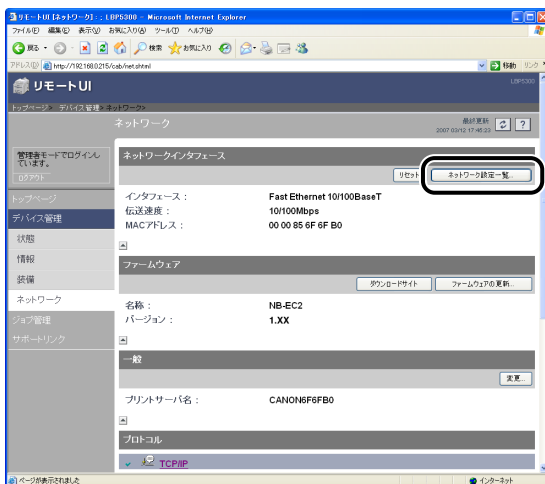 リモートUI [ネットワーク] : ; LBP5300 - Microsoft Internet Explorer
ファイル(F) 編集(E) 表示(V) お気に入り(A) ツール(T) ヘルプ(H)
戻る 検索 お気に入り
アドレス(D) http://192.168.0.215/cab/net.shtml 移動 リンク
リモートUI LBP5300
トップページ> デバイス管理> ネットワーク>
ネットワーク 最終更新
2007 03/12 17:46:23
管理者モードでログインしています。
ログアウト
トップページ
デバイス管理
状態
情報
装備
ネットワーク
ジョブ管理
サポートリンク
ネットワークインタフェース
リセット ネットワーク設定一覧...
インタフェース : Fast Ethernet 10/100BaseT
伝送速度 : 10/100Mbps
MACアドレス : 00 00 85 6F 6F B0
ファームウェア
ダウンロードサイト ファームウェアの更新...
名称 : NB-EC2
バージョン : 1.XX
一般
変更...
プリントサーバ名 : CANON6F6FB0
プロトコル
TCP/IP
ページが表示されました インターネット